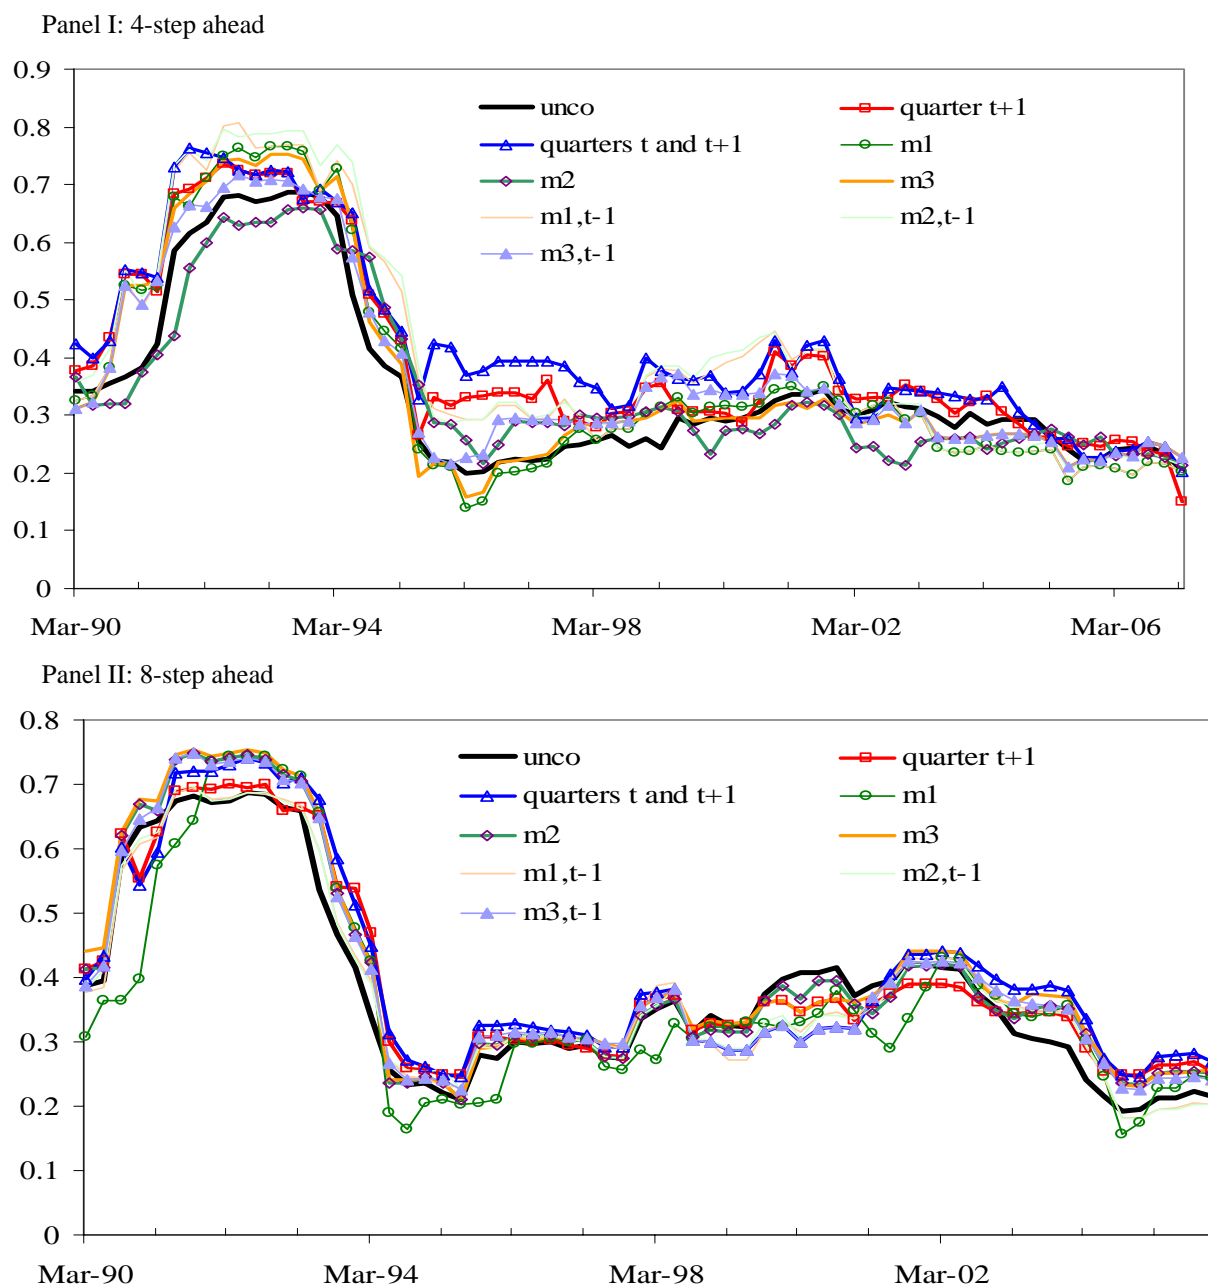 Panel I: 4-step ahead
0.9
0.8
0.7
0.6
0.5
0.4
0.3
0.2
0.1
0
unco
quarter t+1
quarters t and t+1
m1
m2
m3
m1,t-1
m2,t-1
m3,t-1
Mar-90 Mar-94 Mar-98 Mar-02 Mar-06
Panel II: 8-step ahead
0.8
0.7
0.6
0.5
0.4
0.3
0.2
0.1
0
unco
quarter t+1
quarters t and t+1
m1
m2
m3
m1,t-1
m2,t-1
m3,t-1
Mar-90 Mar-94 Mar-98 Mar-02